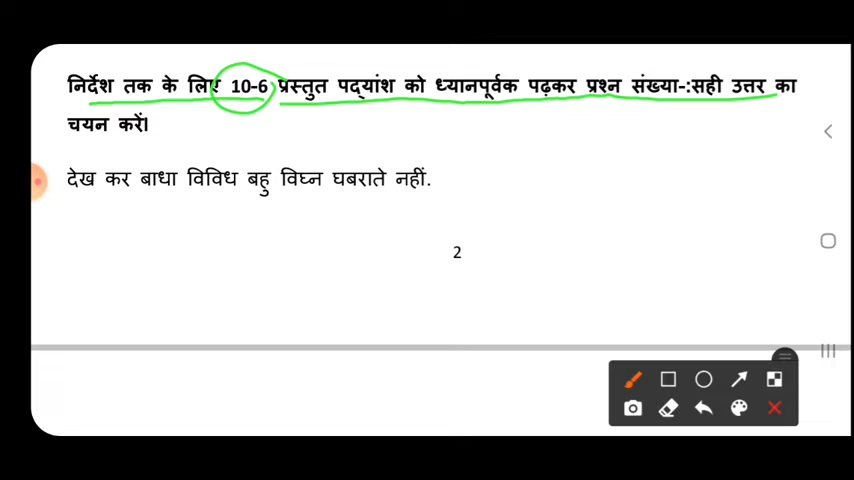 निर्देश तक के लिए 10-6 प्रस्तुत पद्यांश को ध्यानपूर्वक पढ़कर प्रश्न संख्या-:सही उत्तर का
चयन करें।
देख कर बाधा विविध बहु विघ्न घबराते नहीं.
2